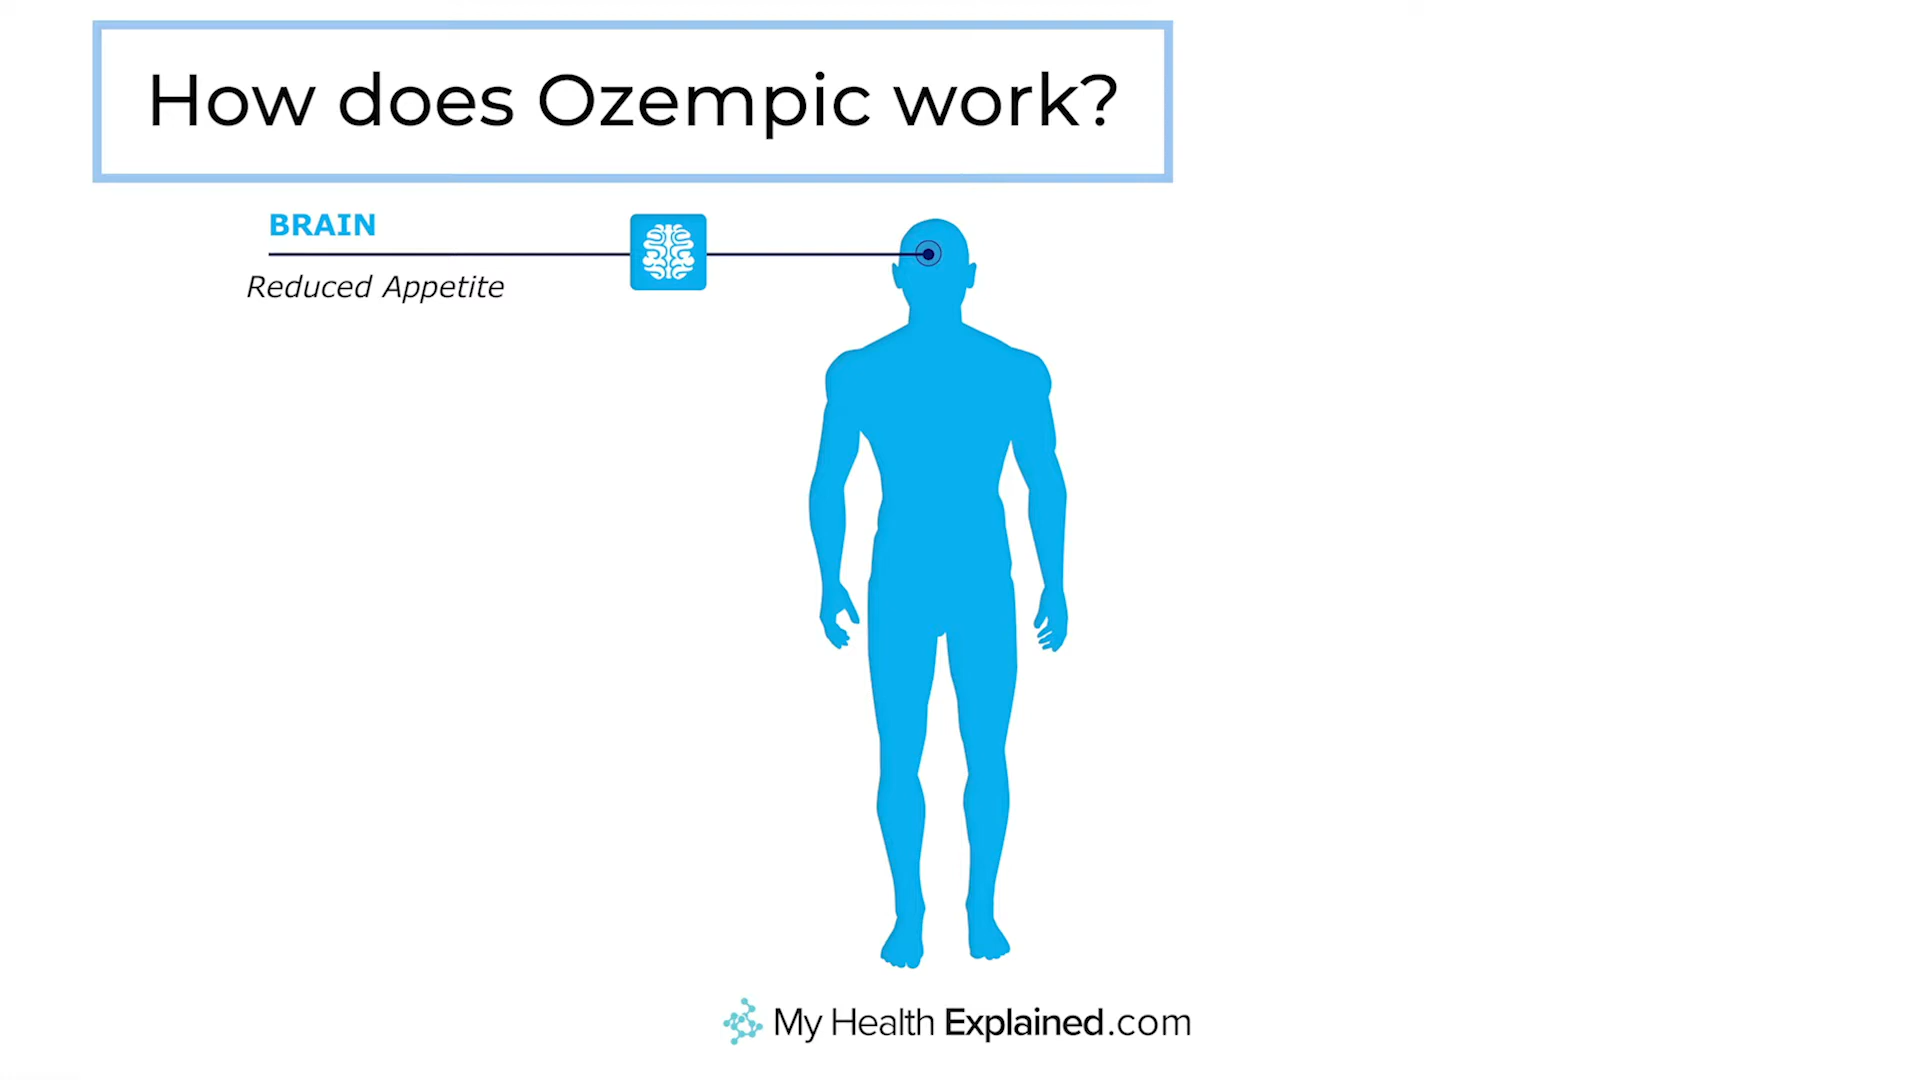 How does Ozempic work?
BRAIN
Reduced Appetite
My Health Explained.com